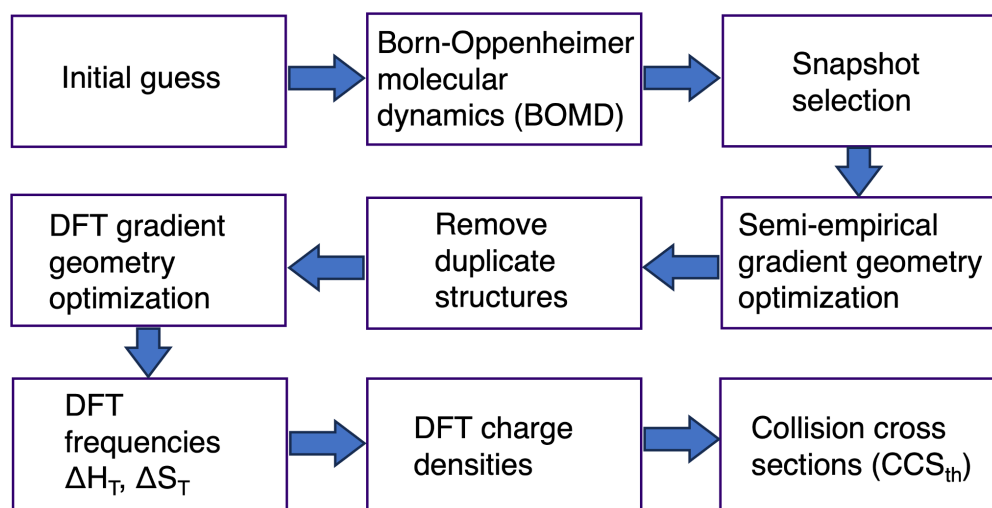 Initial guess
Born-Oppenheimer
molecular
dynamics (BOMD)
Snapshot
selection
Semi-empirical
gradient geometry
optimization
Remove
duplicate
structures
DFT gradient
geometry
optimization
DFT
frequencies
ΔH_T, ΔS_T
DFT charge
densities
Collision cross
sections (CCS_th)